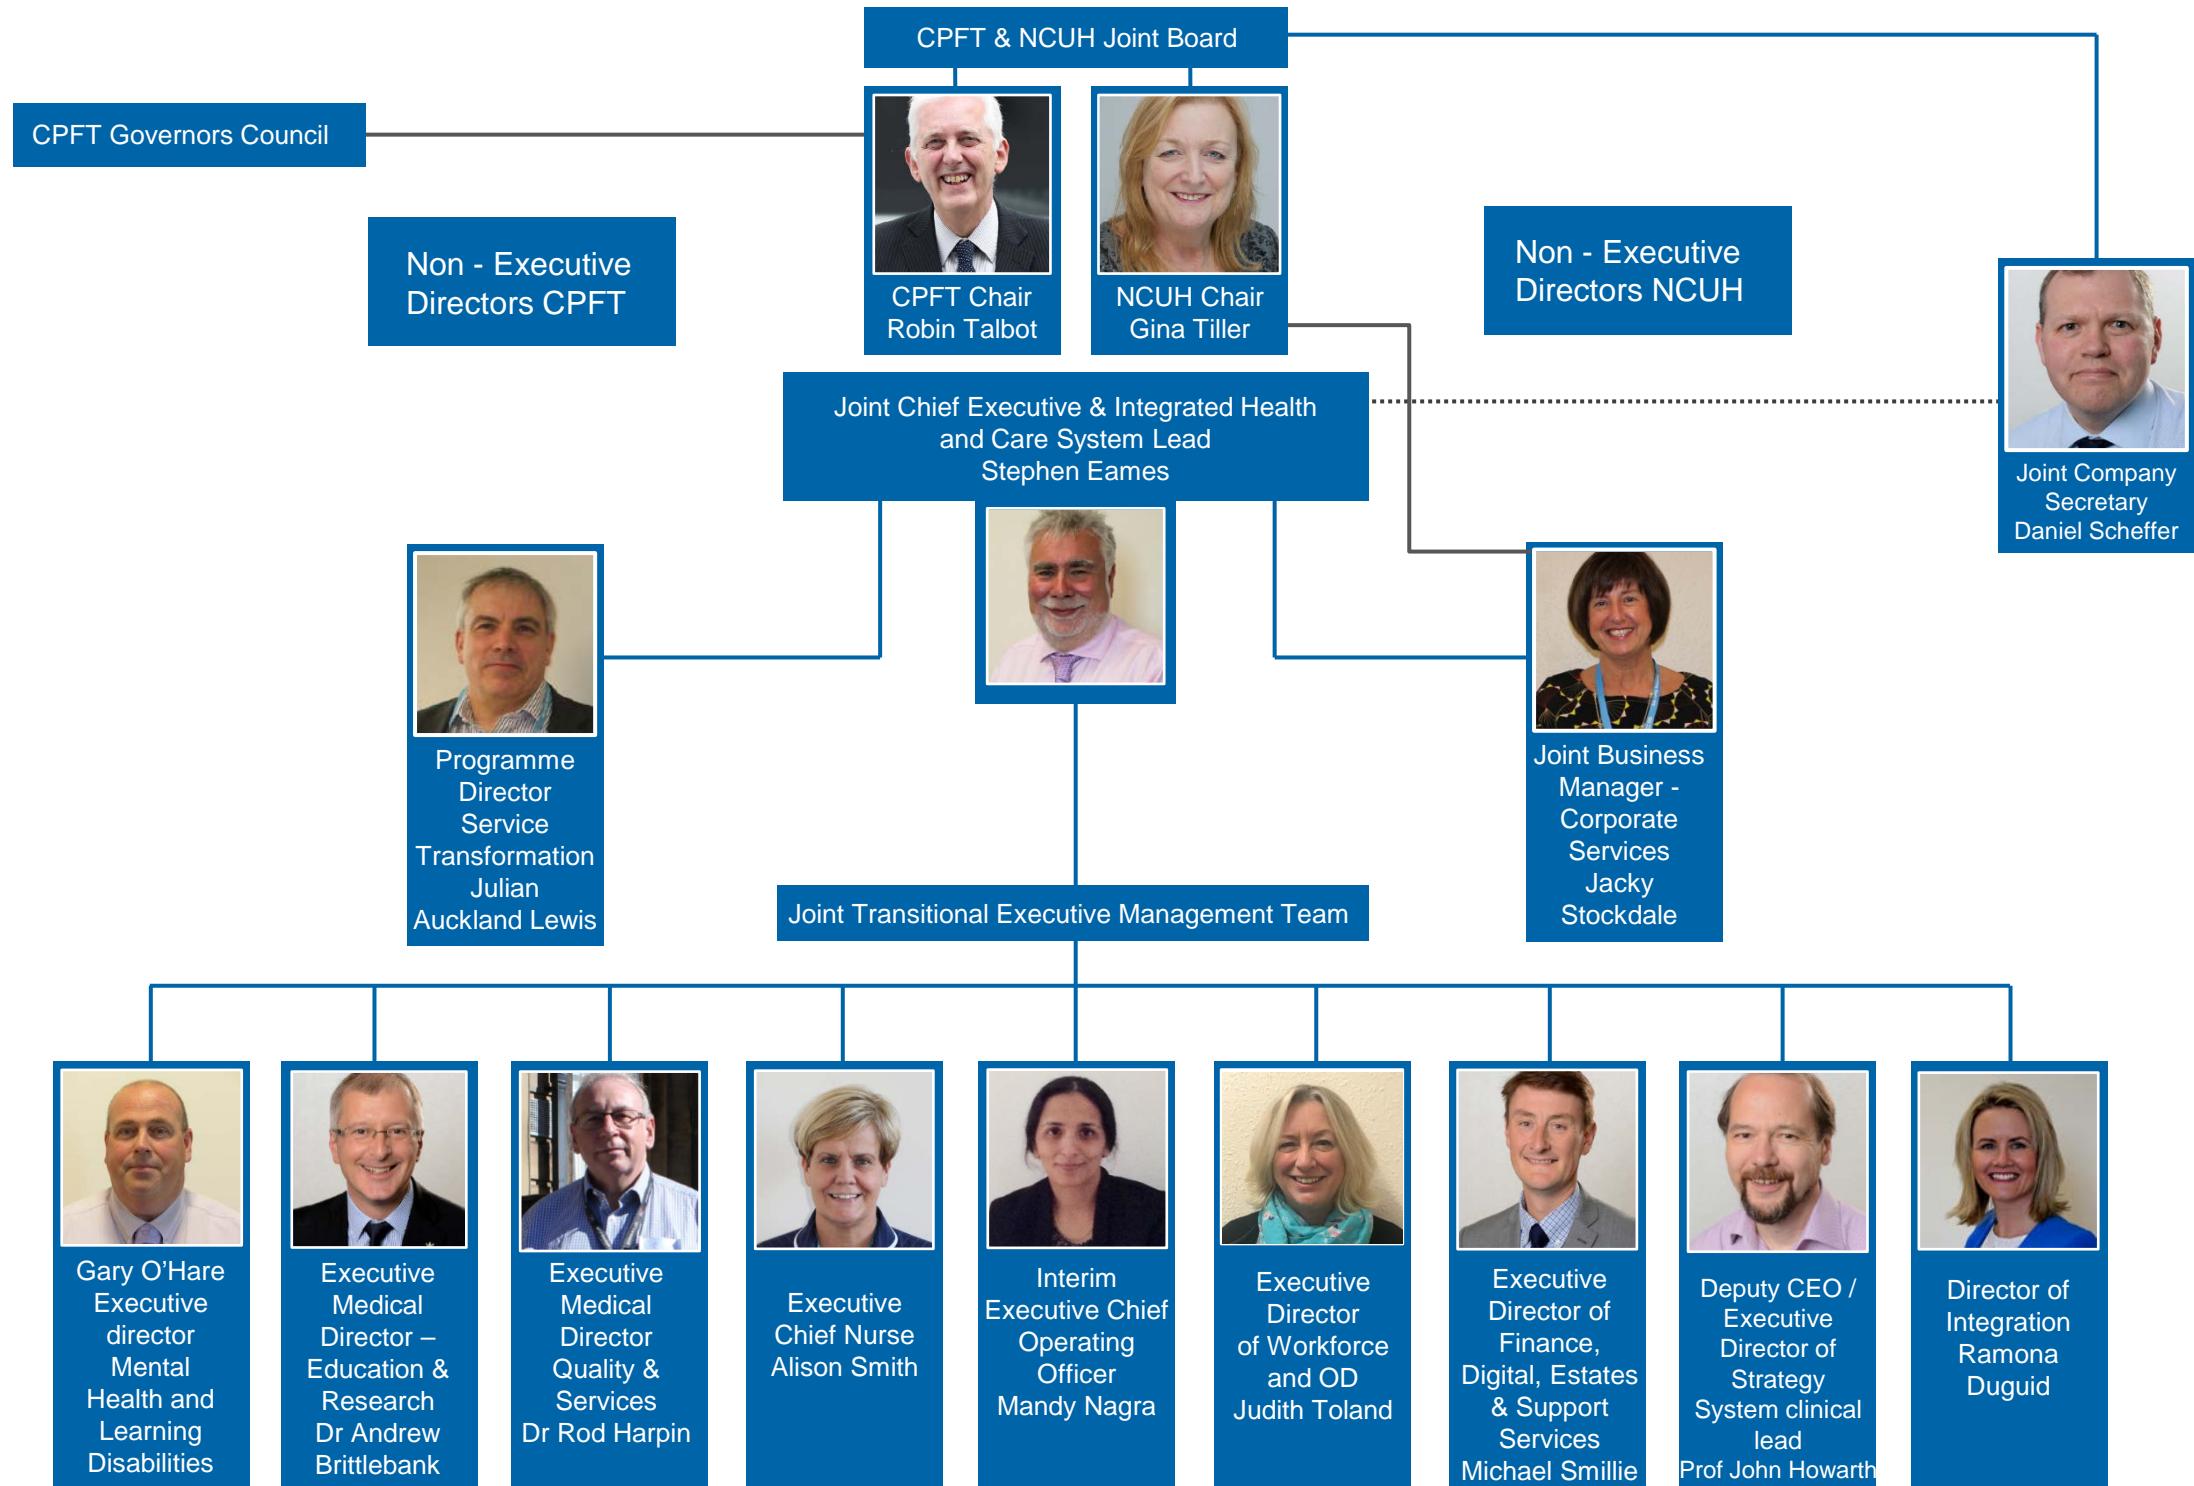 CPFT & NCUH Joint Board
CPFT Governors Council
Non - Executive
Directors CPFT
CPFT Chair
Robin Talbot
NCUH Chair
Gina Tiller
Non - Executive
Directors NCUH
Joint Company
Secretary
Daniel Scheffer
Joint Chief Executive & Integrated Health
and Care System Lead
Stephen Eames
Programme
Director
Service
Transformation
Julian
Auckland Lewis
Joint Business
Manager -
Corporate
Services
Jacky
Stockdale
Joint Transitional Executive Management Team
Gary O’Hare
Executive
director
Mental
Health and
Learning
Disabilities
Executive
Medical
Director –
Education &
Research
Dr Andrew
Brittlebank
Executive
Medical
Director
Quality &
Services
Dr Rod Harpin
Executive
Chief Nurse
Alison Smith
Interim
Executive Chief
Operating
Officer
Mandy Nagra
Executive
Director
of Workforce
and OD
Judith Toland
Executive
Director of
Finance,
Digital, Estates
& Support
Services
Michael Smillie
Deputy CEO /
Executive
Director of
Strategy
System clinical
lead
Prof John Howarth
Director of
Integration
Ramona
Duguid